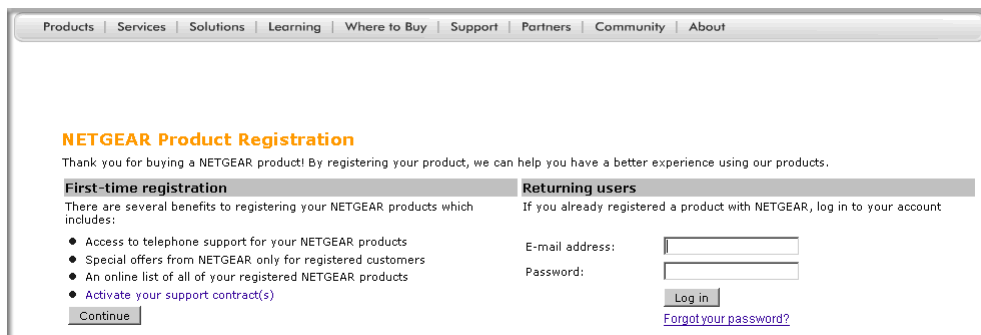 Products | Services | Solutions | Learning | Where to Buy | Support | Partners | Community | About
NETGEAR Product Registration
Thank you for buying a NETGEAR product! By registering your product, we can help you have a better experience using our products.
First-time registration
There are several benefits to registering your NETGEAR products which
includes:
● Access to telephone support for your NETGEAR products
● Special offers from NETGEAR only for registered customers
● An online list of all of your registered NETGEAR products
● Activate your support contract(s)
Continue
Returning users
If you already registered a product with NETGEAR, log in to your account
E-mail address:
Password:
Log in
Forgot your password?